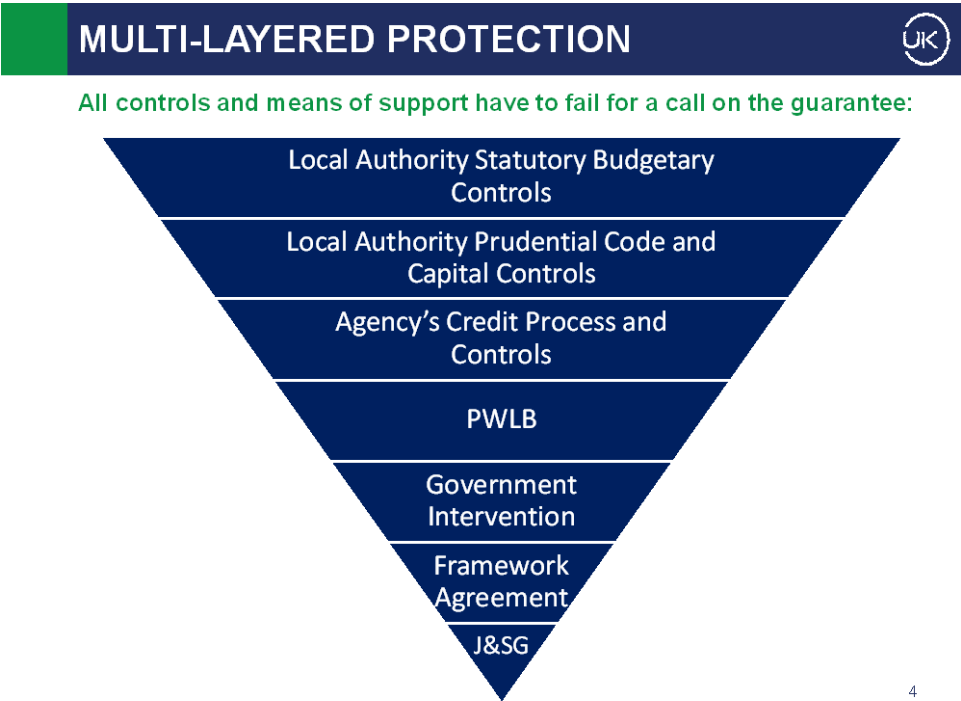 MULTI-LAYERED PROTECTION
UK
All controls and means of support have to fail for a call on the guarantee:
Local Authority Statutory Budgetary
Controls
Local Authority Prudential Code and
Capital Controls
Agency’s Credit Process and
Controls
PWLB
Government
Intervention
Framework
Agreement
J&SG
4